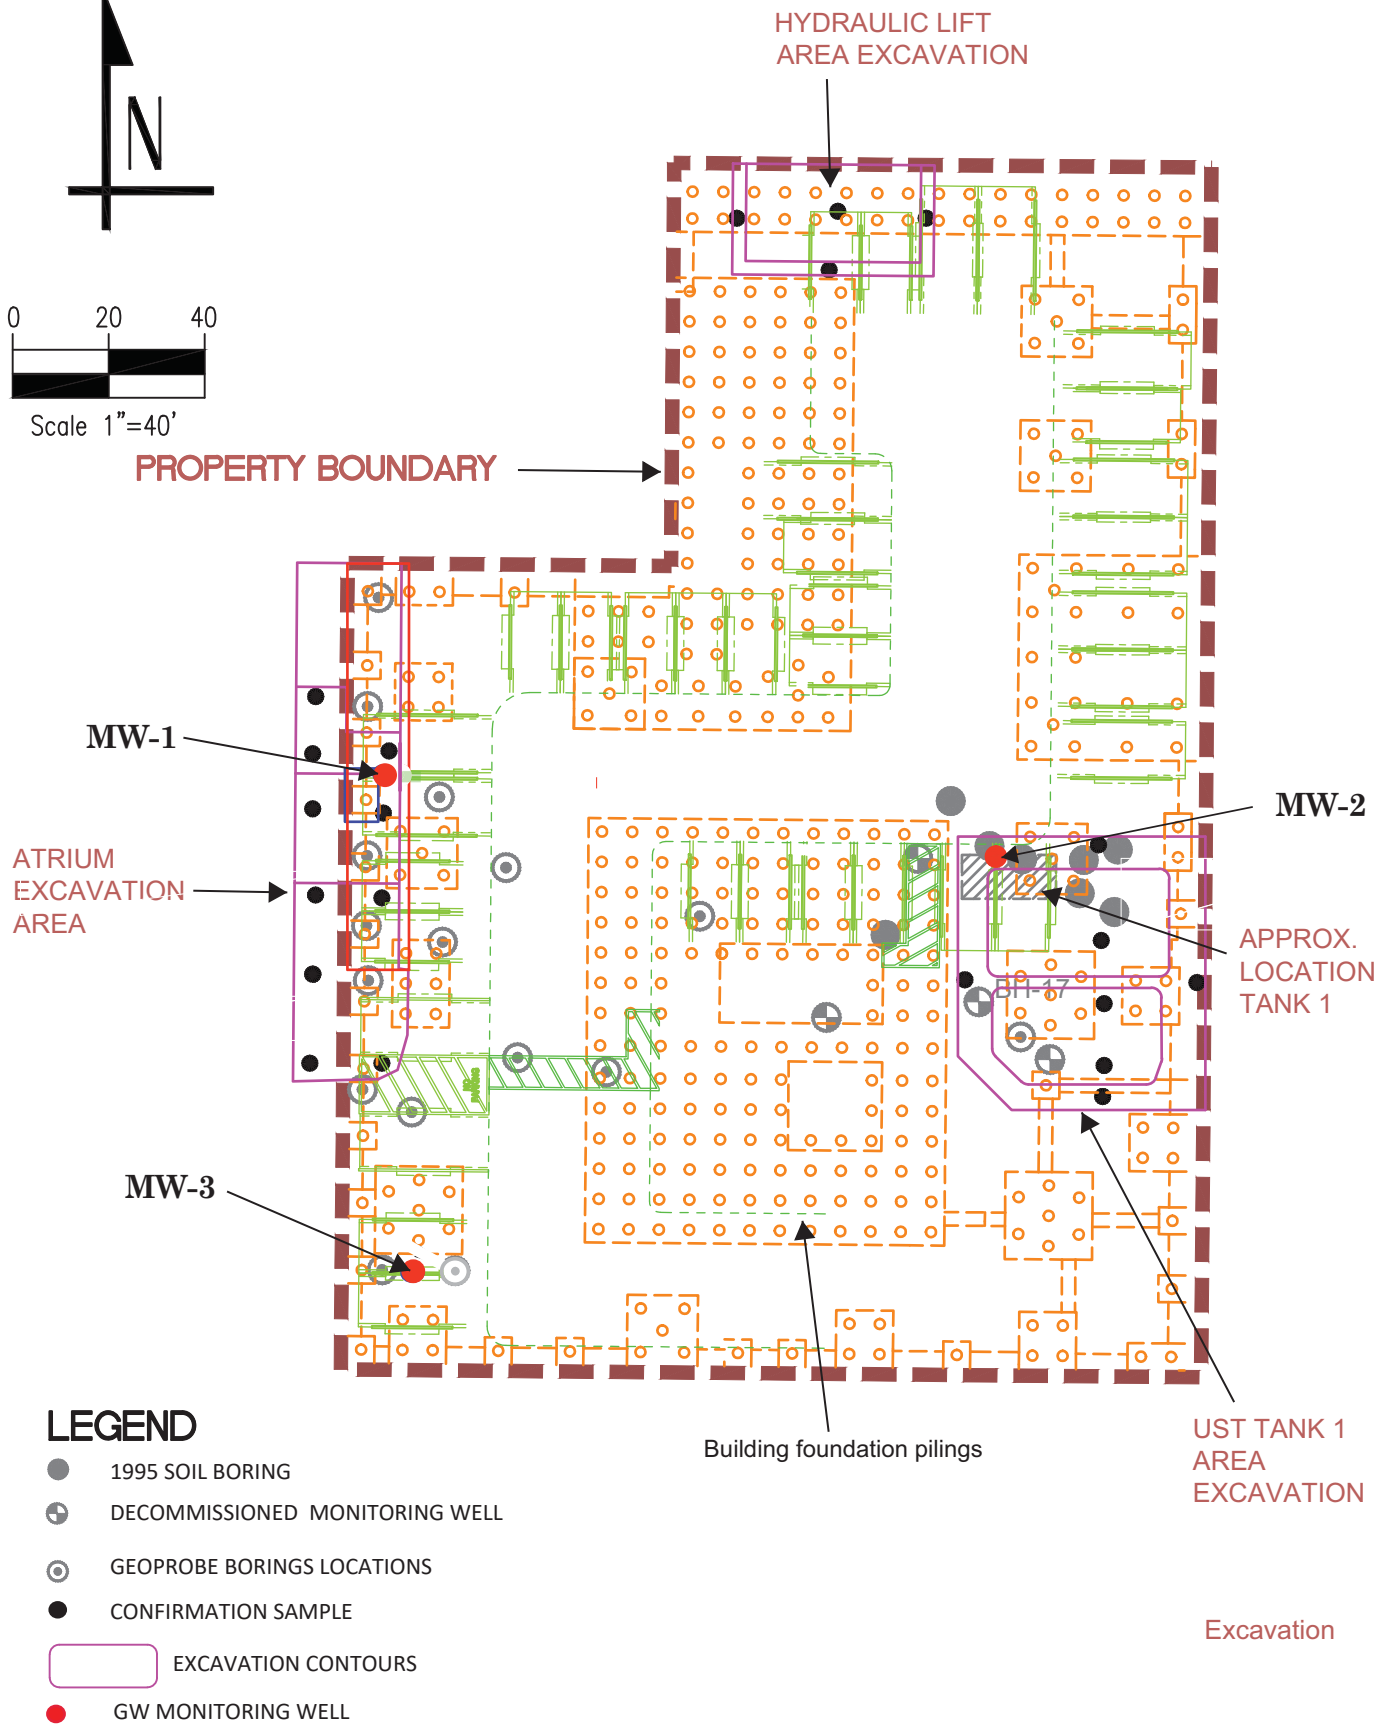 HYDRAULIC LIFT
AREA EXCAVATION
N
0 20 40
Scale 1"=40'
PROPERTY BOUNDARY
MW-1
MW-2
ATRIUM
EXCAVATION
AREA
APPROX.
LOCATION
TANK 1
BH-17
MW-3
Building foundation pilings
UST TANK 1
AREA
EXCAVATION
LEGEND
1995 SOIL BORING
DECOMMISSIONED MONITORING WELL
GEOPROBE BORINGS LOCATIONS
CONFIRMATION SAMPLE
EXCAVATION CONTOURS
GW MONITORING WELL
Excavation